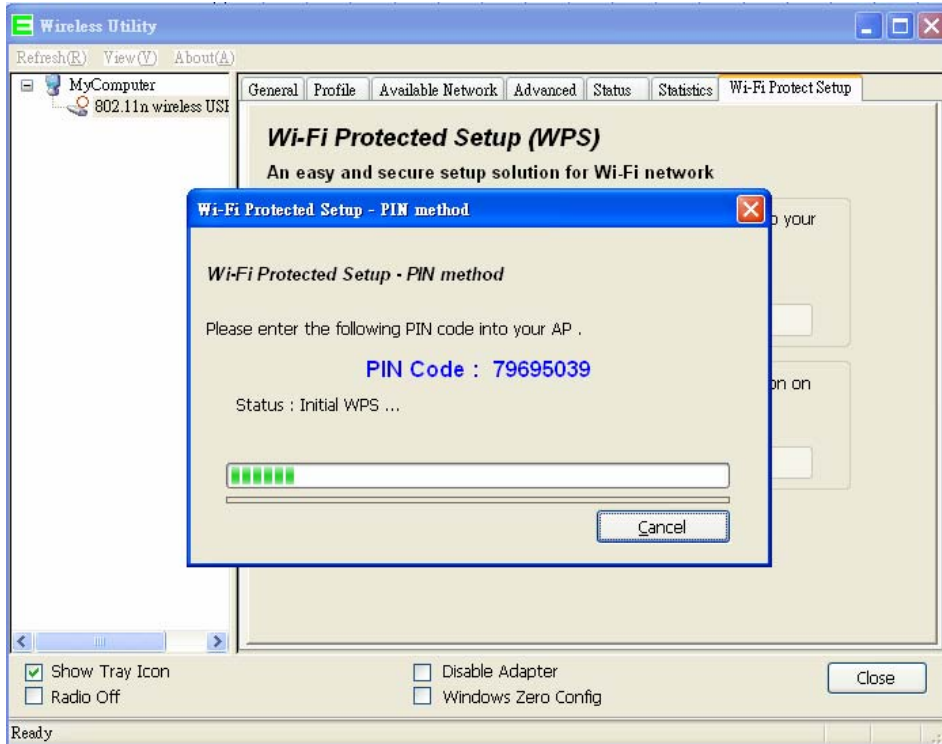 Wireless Utility
Refresh(R) View(V) About(A)
MyComputer
802.11n wireless USB
General Profile Available Network Advanced Status Statistics Wi-Fi Protect Setup
Wi-Fi Protected Setup (WPS)
An easy and secure setup solution for Wi-Fi network
your
Wi-Fi Protected Setup - PIN method
Wi-Fi Protected Setup - PIN method
Please enter the following PIN code into your AP .
PIN Code : 79695039
on on
Status : Initial WPS ...
Cancel
Show Tray Icon
Radio Off
Disable Adapter
Windows Zero Config
Close
Ready